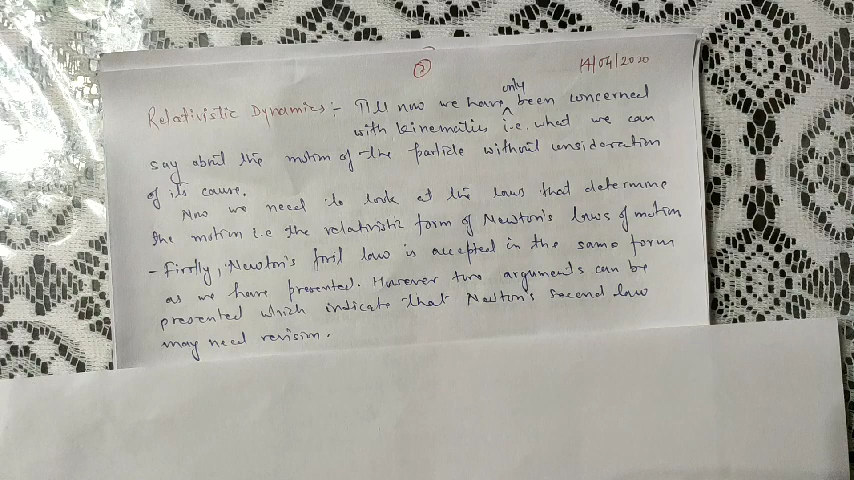 2
14/04/2020
Relativistic Dynamics :- Till now we have only been concerned
with kinematics i.e. what we can
say about the motion of the particle without consideration
of its cause.
Now we need to look at the laws that determine
the motion i.e the relativistic form of Newton's laws of motion
- Firstly, Newton's first law is accepted in the same form
as we have presented. However two arguments can be
presented which indicate that Newton's second law
may need revision.